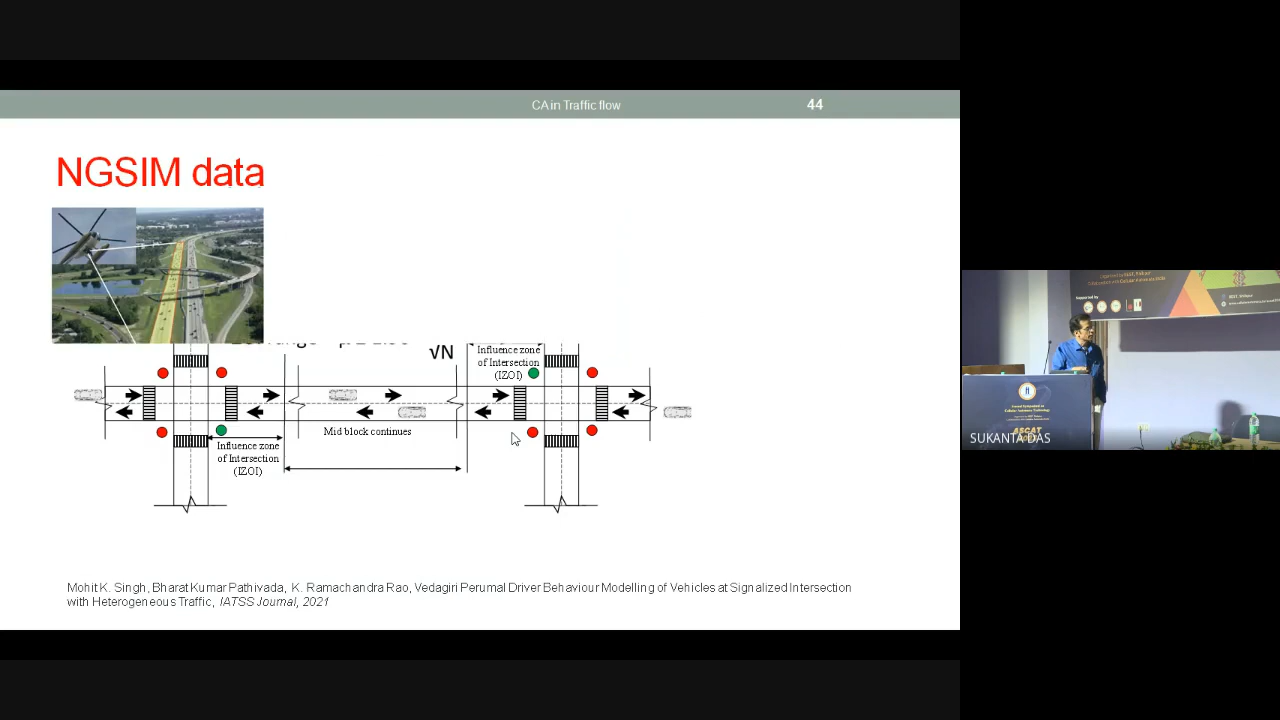 CA in Traffic flow
44
NGSIM data
√N
Influence zone
of Intersection
(IZOI)
Mid block continues
Influence zone
of Intersection
(IZOI)
Mohit K. Singh, Bharat Kumar Pathivada, K. Ramachandra Rao, Vedagiri Perumal Driver Behaviour Modelling of Vehicles at Signalized Intersection
with Heterogeneous Traffic, IATSS Journal, 2021
Supported by
SUKANTA DAS